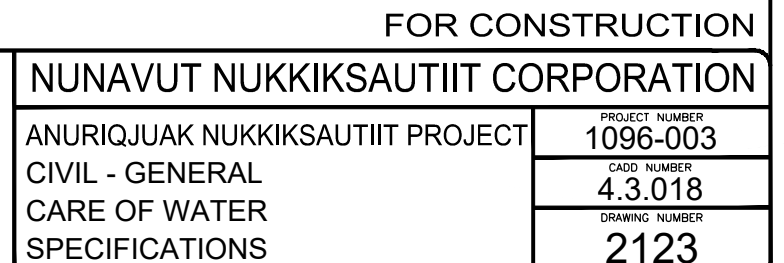 FOR CONSTRUCTION
NUNAVUT NUKKIKSAUTIIT CORPORATION
ANURIQJUAK NUKKIKSAUTIIT PROJECT
CIVIL - GENERAL
CARE OF WATER
SPECIFICATIONS
PROJECT NUMBER
1096-003
CADD NUMBER
4.3.018
DRAWING NUMBER
2123